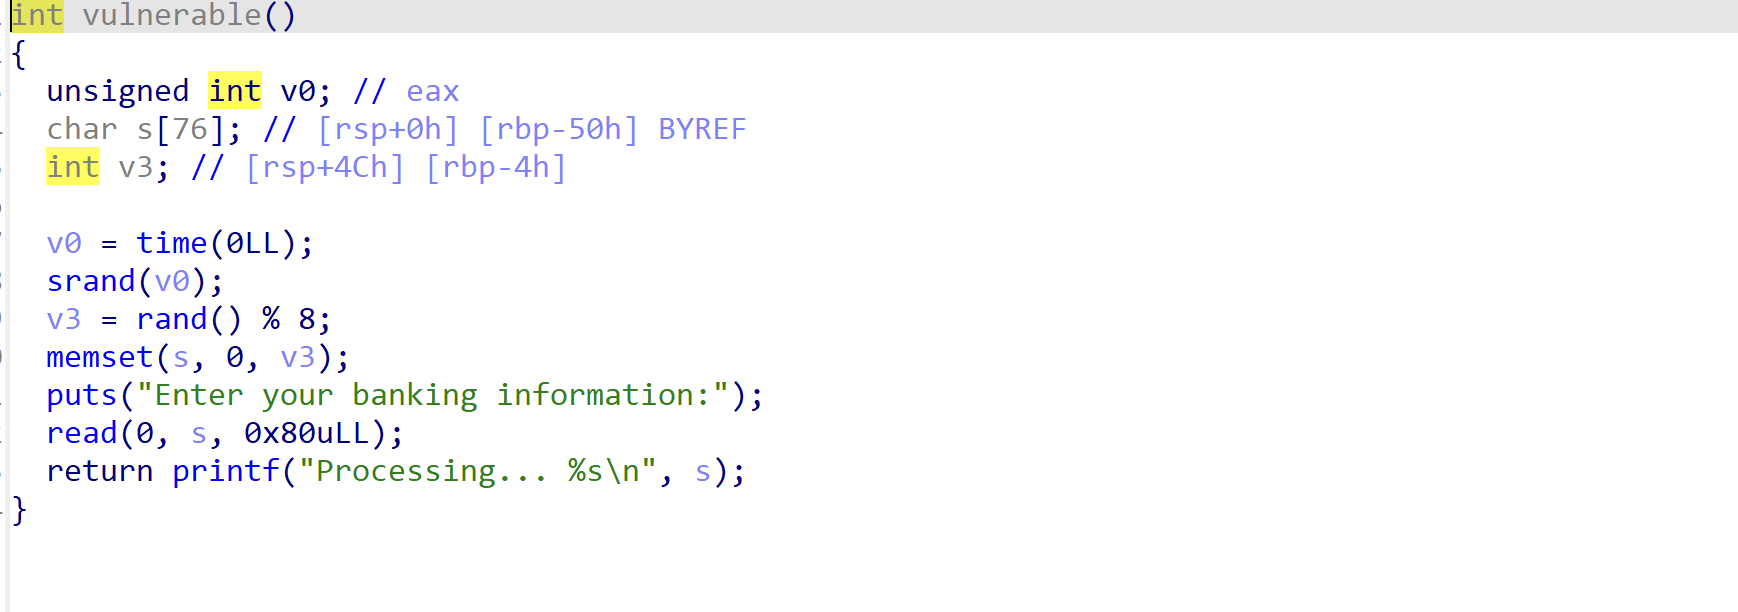 int vulnerable()
{
  unsigned int v0; // eax
  char s[76]; // [rsp+0h] [rbp-50h] BYREF
  int v3; // [rsp+4Ch] [rbp-4h]

  v0 = time(0LL);
  srand(v0);
  v3 = rand() % 8;
  memset(s, 0, v3);
  puts("Enter your banking information:");
  read(0, s, 0x80uLL);
  return printf("Processing... %s\n", s);
}